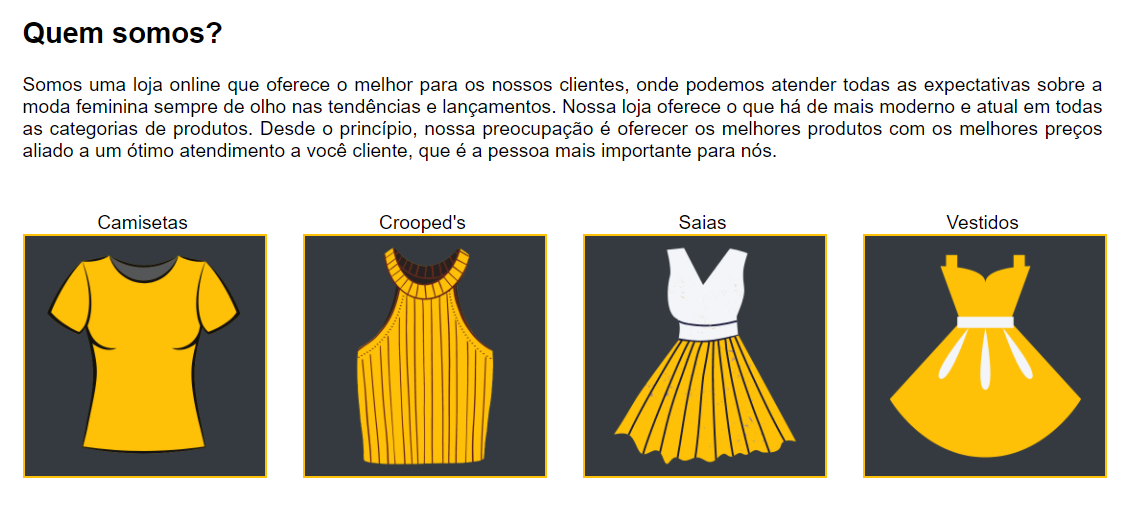 Quem somos?
Somos uma loja online que oferece o melhor para os nossos clientes, onde podemos atender todas as expectativas sobre a
moda feminina sempre de olho nas tendências e lançamentos. Nossa loja oferece o que há de mais moderno e atual em todas
as categorias de produtos. Desde o princípio, nossa preocupação é oferecer os melhores produtos com os melhores preços
aliado a um ótimo atendimento a você cliente, que é a pessoa mais importante para nós.
Camisetas
Crooped's
Saias
Vestidos